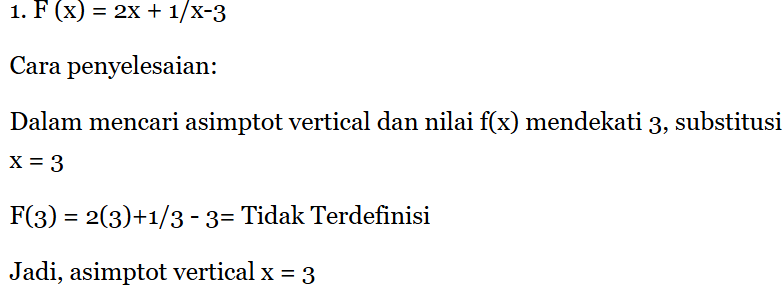 1. F (x) = 2x + 1/x-3
Cara penyelesaian:
Dalam mencari asimptot vertical dan nilai f(x) mendekati 3, substitusi
x = 3
F(3) = 2(3)+1/3 - 3= Tidak Terdefinisi
Jadi, asimptot vertical x = 3